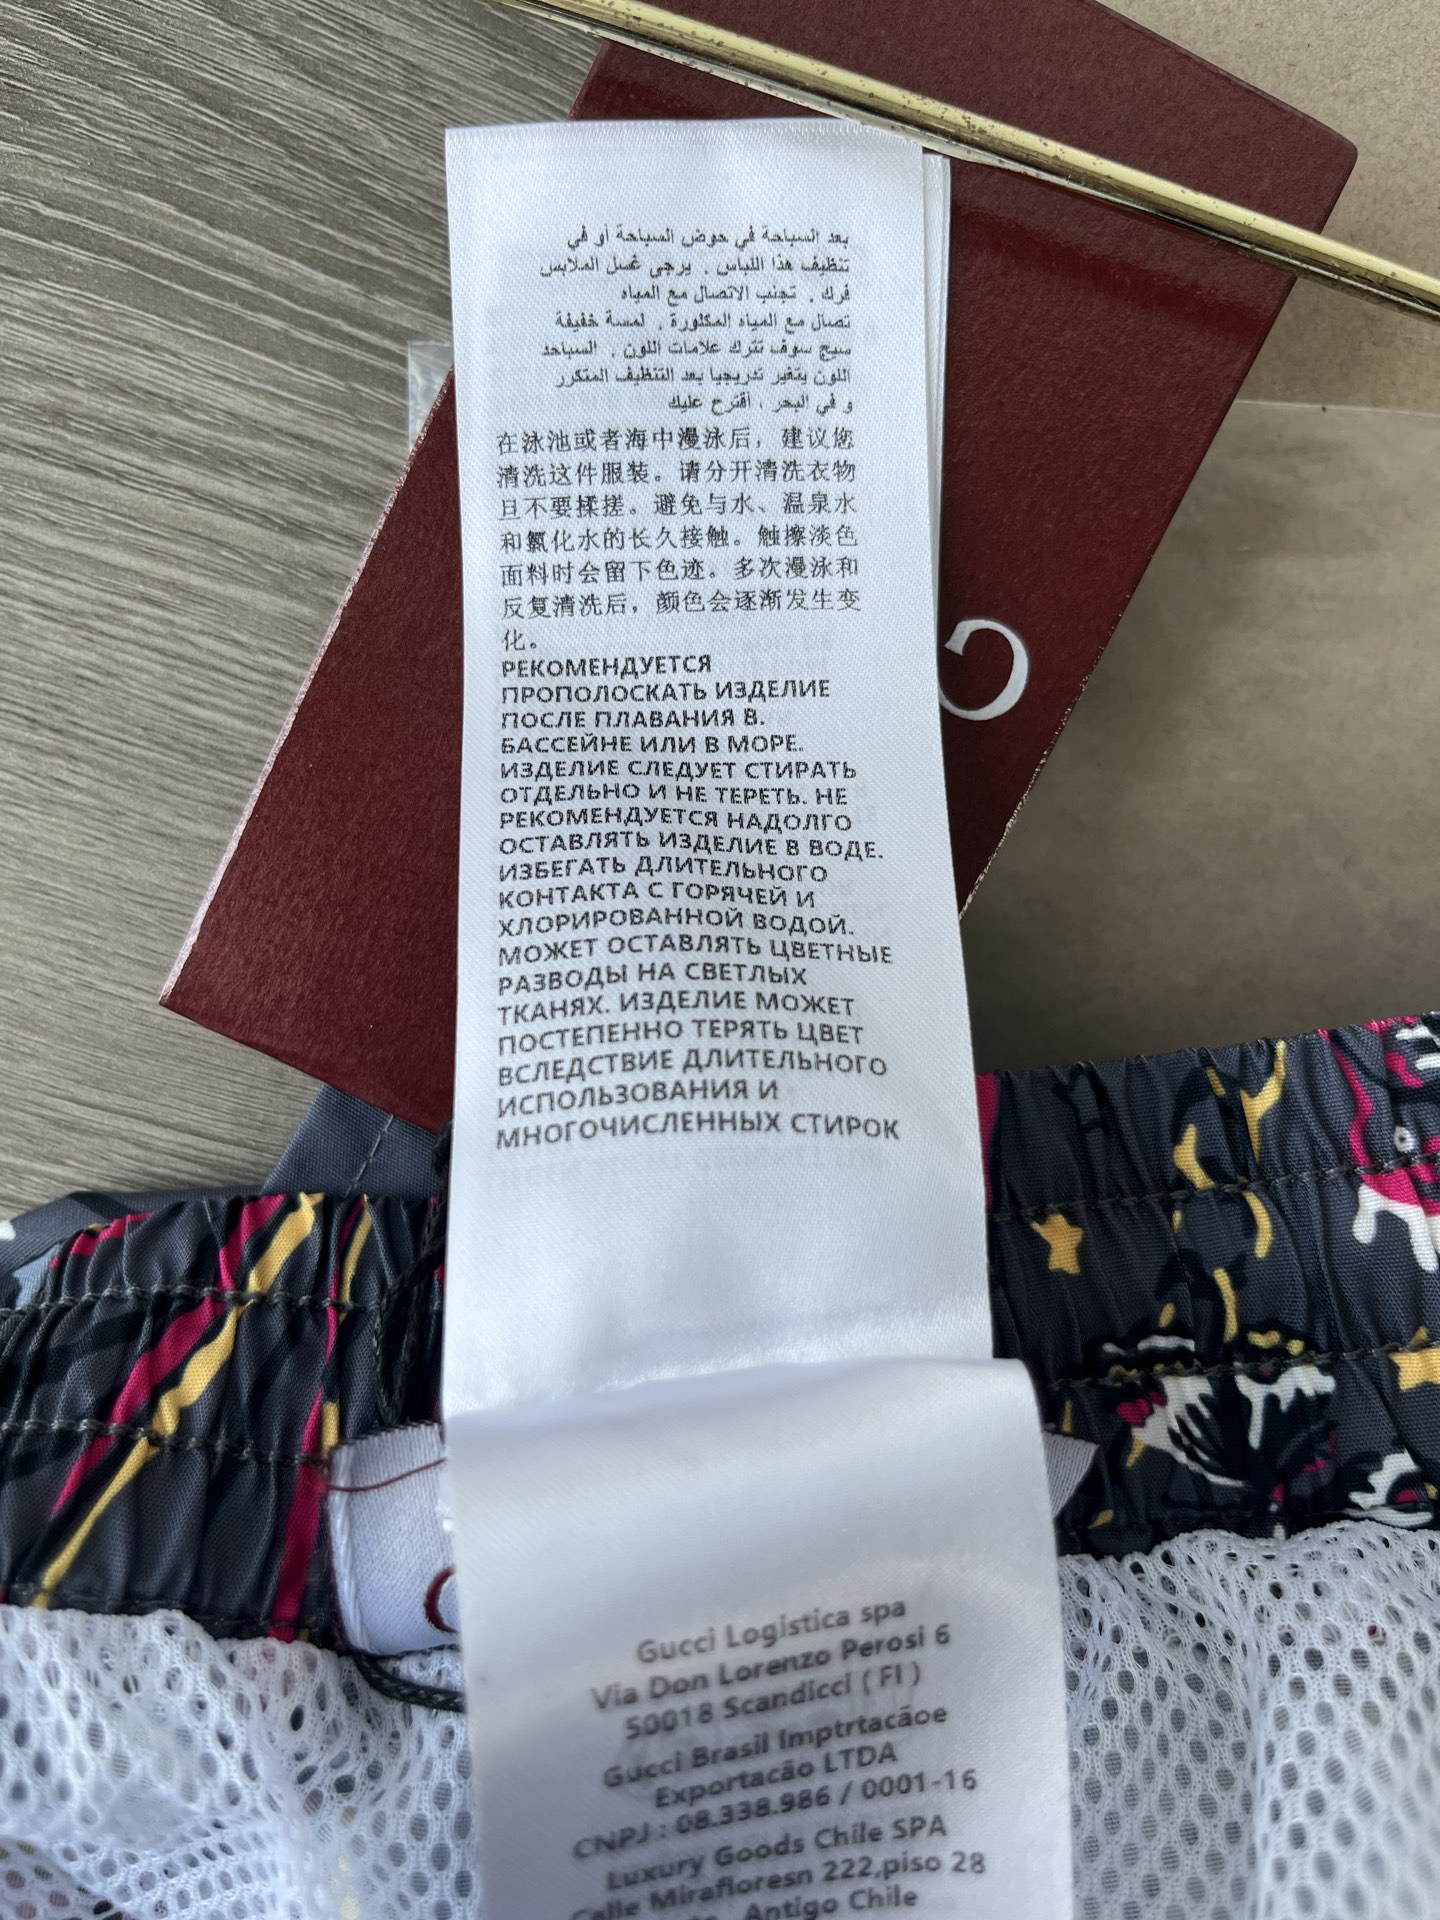 بعد السباحة في حوض السباحة أو في
تنظيف هذا اللباس . يرجى غسل الملابس
فرك . تجنب الاتصال مع المياه
تصال مع المياه المكلورة . لمسة خفيفة
سيج سوف تترك علامات اللون . السباحد
اللون يتغير تدريجيا بعد التنظيف المتكرر
و في البحر ، أقترح عليك
在泳池或者海中漫泳后，建议您
清洗这件服装。请分开清洗衣物
旦不要揉搓。避免与水、温泉水
和氯化水的长久接触。触擦淡色
面料时会留下色迹。多次漫泳和
反复清洗后，颜色会逐渐发生变
化。
РЕКОМЕНДУЕТСЯ
ПРОПОЛОСКАТЬ ИЗДЕЛИЕ
ПОСЛЕ ПЛАВАНИЯ В.
БАССЕЙНЕ ИЛИ В МОРЕ.
ИЗДЕЛИЕ СЛЕДУЕТ СТИРАТЬ
ОТДЕЛЬНО И НЕ ТЕРЕТЬ. НЕ
РЕКОМЕНДУЕТСЯ НАДОЛГО
ОСТАВЛЯТЬ ИЗДЕЛИЕ В ВОДЕ.
ИЗБЕГАТЬ ДЛИТЕЛЬНОГО
КОНТАКТА С ГОРЯЧЕЙ И
ХЛОРИРОВАННОЙ ВОДОЙ.
МОЖЕТ ОСТАВЛЯТЬ ЦВЕТНЫЕ
РАЗВОДЫ НА СВЕТЛЫХ
ТКАНЯХ. ИЗДЕЛИЕ МОЖЕТ
ПОСТЕПЕННО ТЕРЯТЬ ЦВЕТ
ВСЛЕДСТВИЕ ДЛИТЕЛЬНОГО
ИСПОЛЬЗОВАНИЯ И
МНОГОЧИСЛЕННЫХ СТИРОК
G
Gucci Logistica spa
Via Don Lorenzo Perosi 6
50018 Scandicci ( FI )
Gucci Brasil Imptrtacãoe
Exportacão LTDA
CNPJ : 08.338.986 / 0001-16
Luxury Goods Chile SPA
Calle Mirafloresn 222,piso 28
Antigo Chile